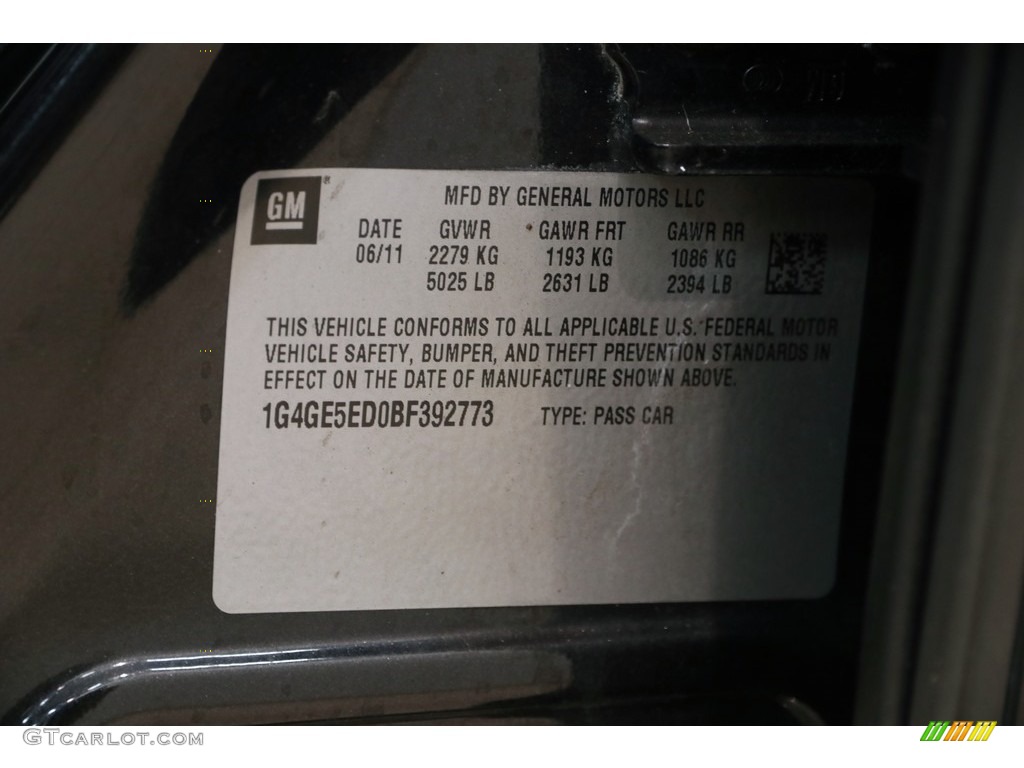 GM ®
MFD BY GENERAL MOTORS LLC
DATE GVWR GAWR FRT GAWR RR
06/11 2279 KG 1193 KG 1086 KG
5025 LB 2631 LB 2394 LB
THIS VEHICLE CONFORMS TO ALL APPLICABLE U.S. FEDERAL MOTOR
VEHICLE SAFETY, BUMPER, AND THEFT PREVENTION STANDARDS IN
EFFECT ON THE DATE OF MANUFACTURE SHOWN ABOVE.
1G4GE5ED0BF392773 TYPE: PASS CAR
GTCARLOT.COM